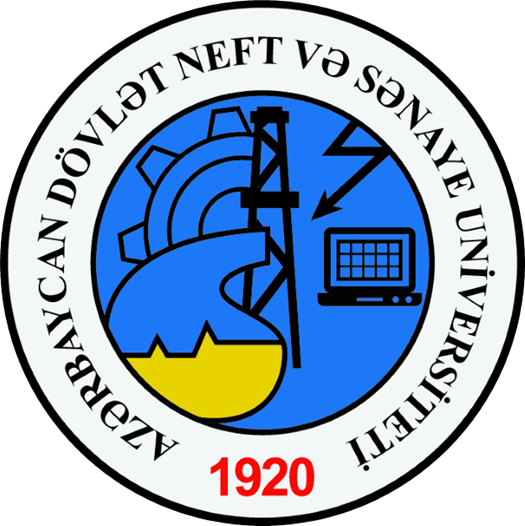 AZƏRBAYCAN DÖVLƏT NEFT VƏ SƏNAYE UNİVERSİTETİ
1920